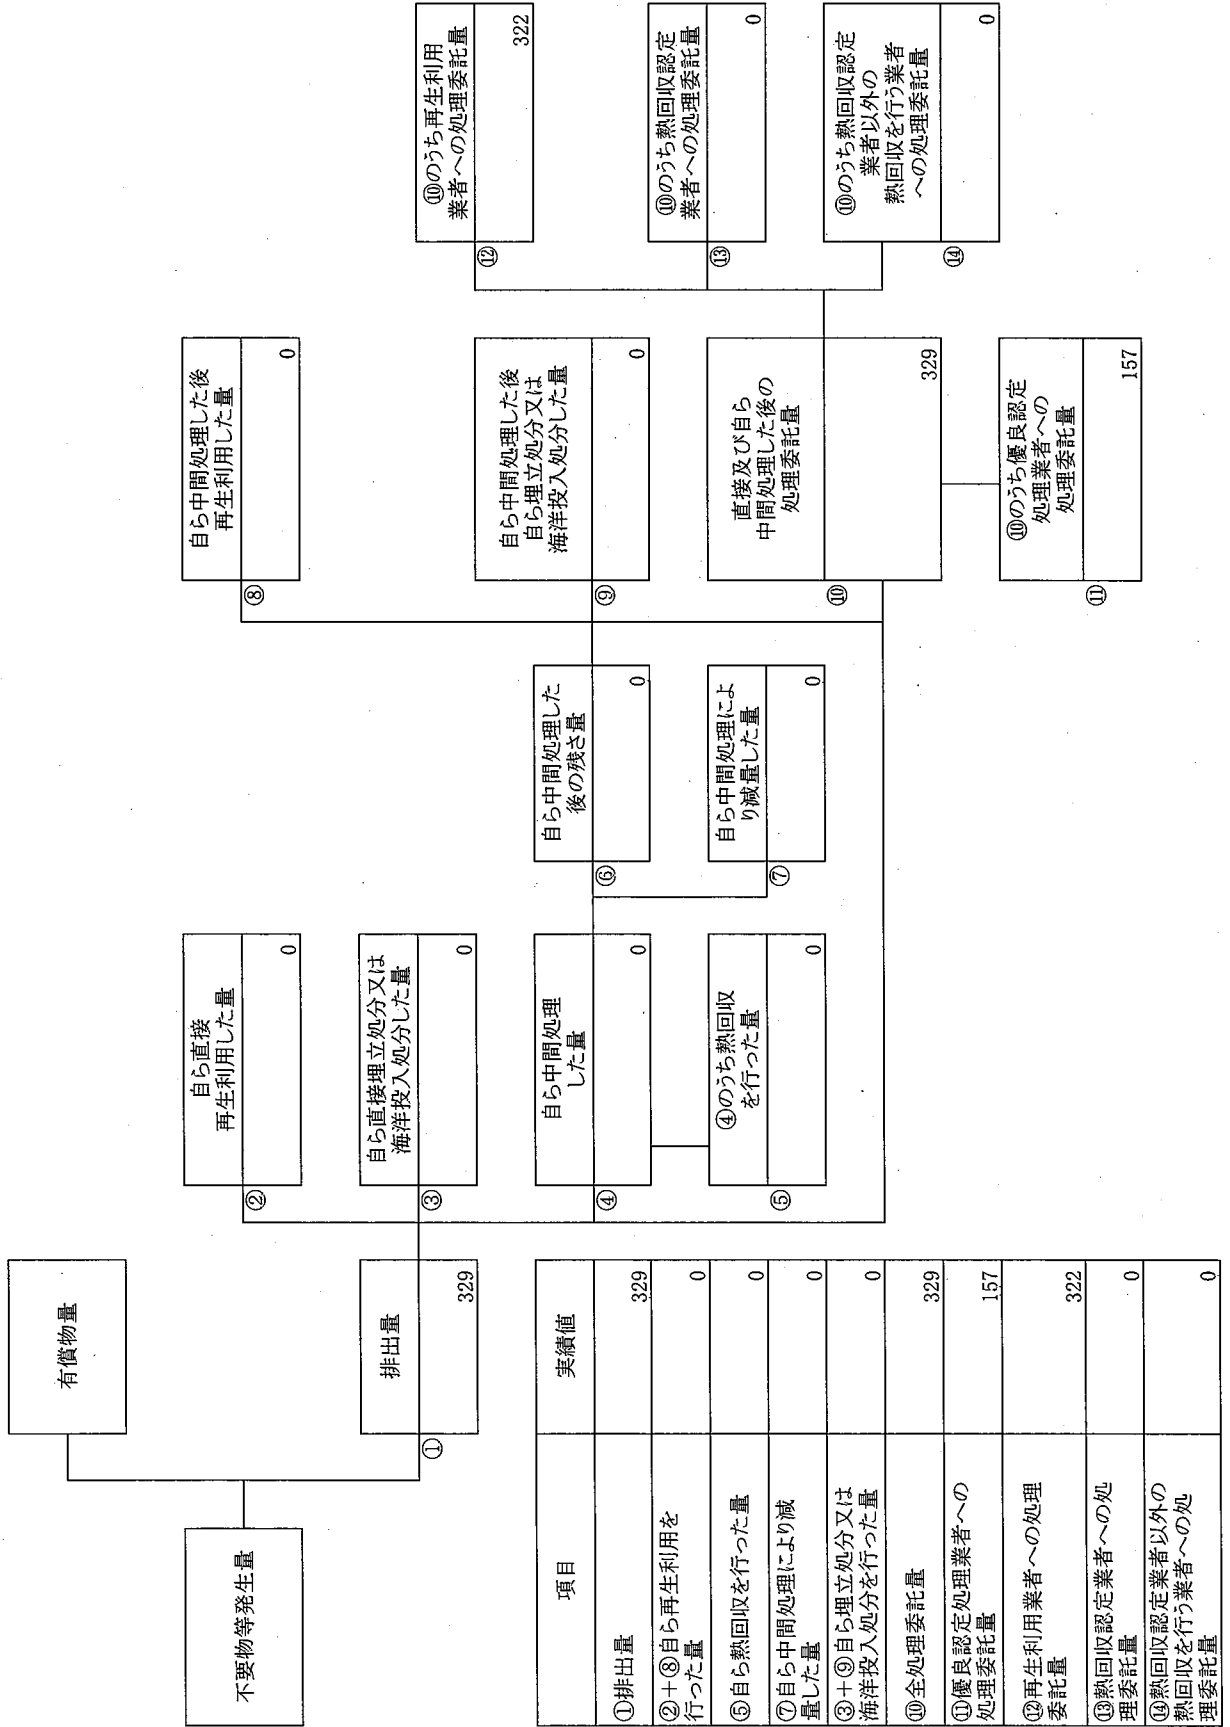 不要物等発生量
有償物量
排出量
①
329
自ら直接
再生利用した量
②
0
自ら直接埋立処分又は
海洋投入処分した量
③
0
自ら中間処理
した量
④
0
④のうち熱回収
を行った量
⑤
0
自ら中間処理した
後の残さ量
⑥
0
自ら中間処理によ
り減量した量
⑦
0
自ら中間処理した後
再生利用した量
⑧
0
自ら中間処理した後
自ら埋立処分又は
海洋投入処分した量
⑨
0
直接及び自ら
中間処理した後の
処理委託量
⑩
329
⑩のうち優良認定
処理業者への
処理委託量
⑪
157
⑩のうち再生利用
業者への処理委託量
⑫
322
⑩のうち熱回収認定
業者への処理委託量
⑬
0
⑩のうち熱回収認定
業者以外の
熱回収を行う業者
への処理委託量
⑭
0
項目 実績値
①排出量 329
②+⑧自ら再生利用を
行った量 0
⑤自ら熱回収を行った量 0
⑦自ら中間処理により減
量した量 0
③+⑨自ら埋立処分又は
海洋投入処分を行った量 0
⑩全処理委託量 329
⑪優良認定処理業者への
処理委託量 157
⑫再生利用業者への処理
委託量 322
⑬熱回収認定業者への処
理委託量 0
⑭熱回収認定業者以外の
熱回収を行う業者への処
理委託量 0